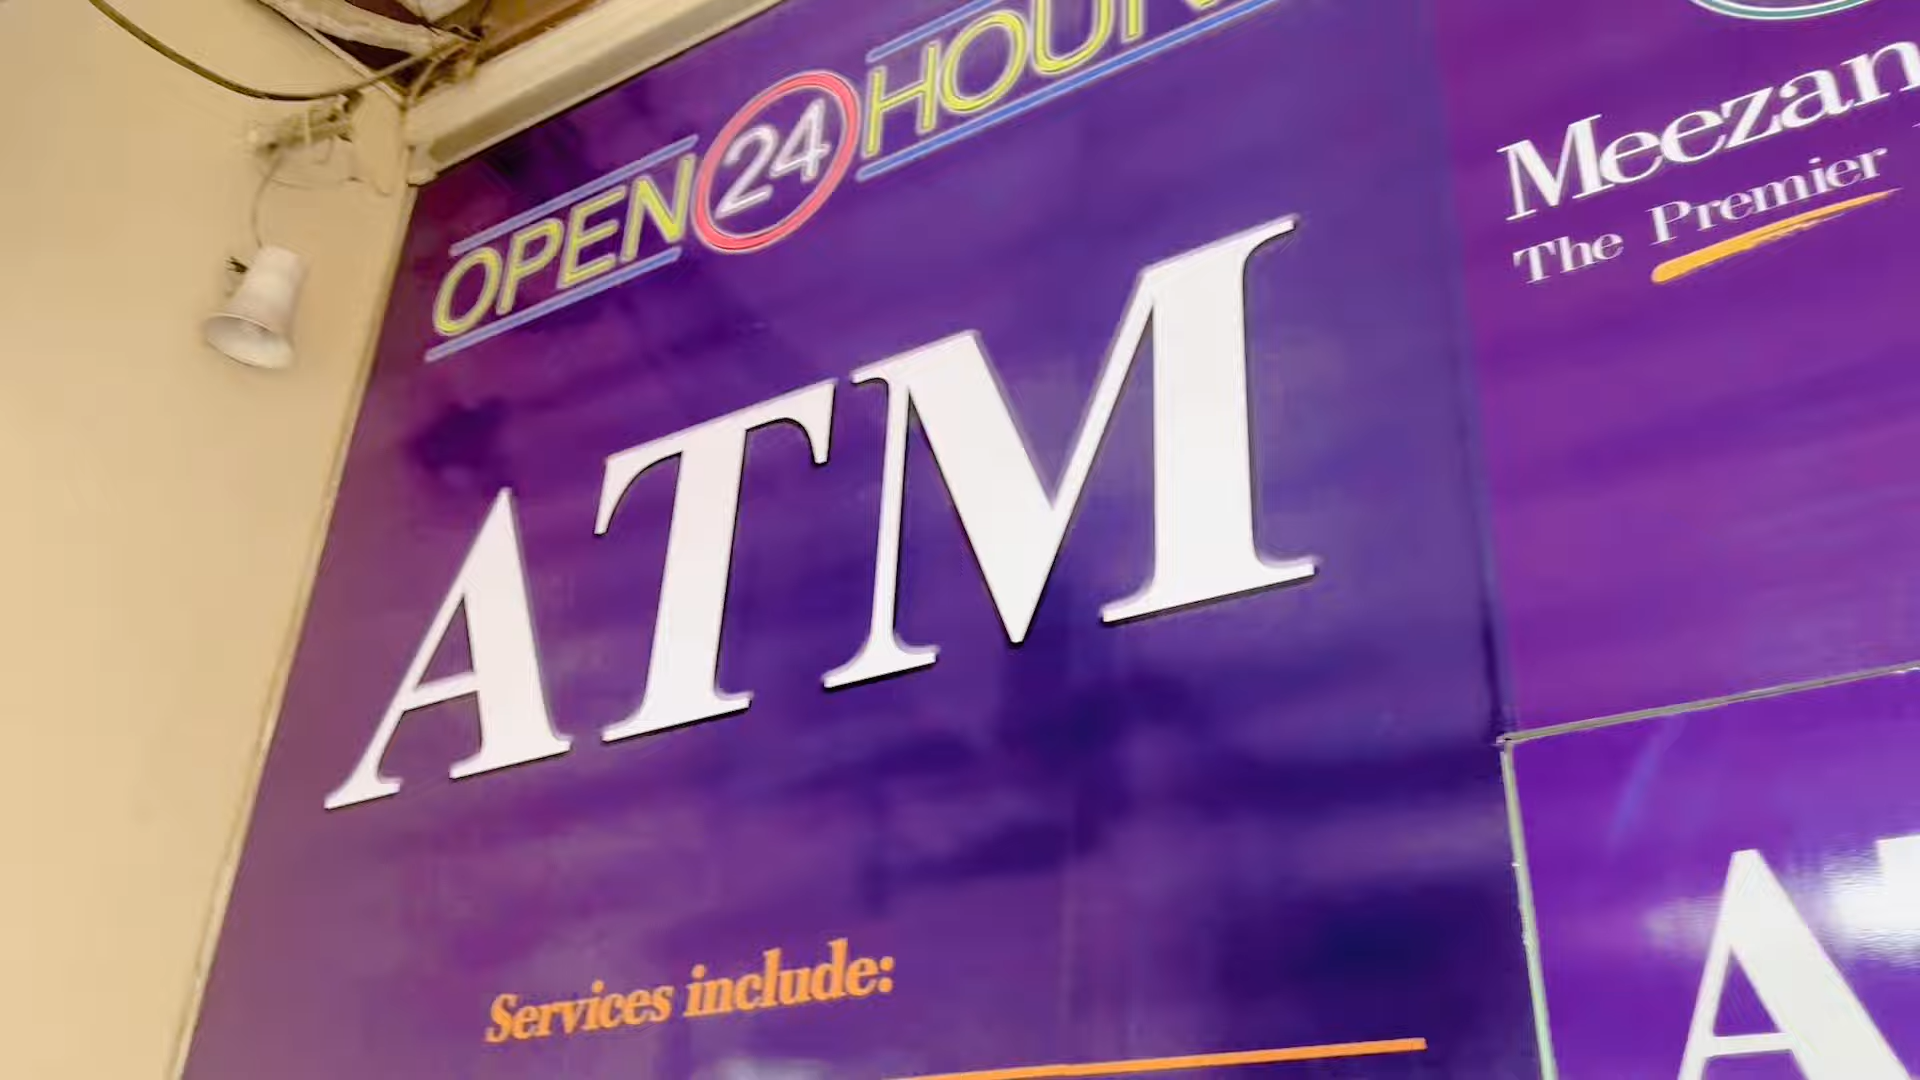 OPEN 24 HOUR
ATM
Services include:
Meezan
The Premier
A